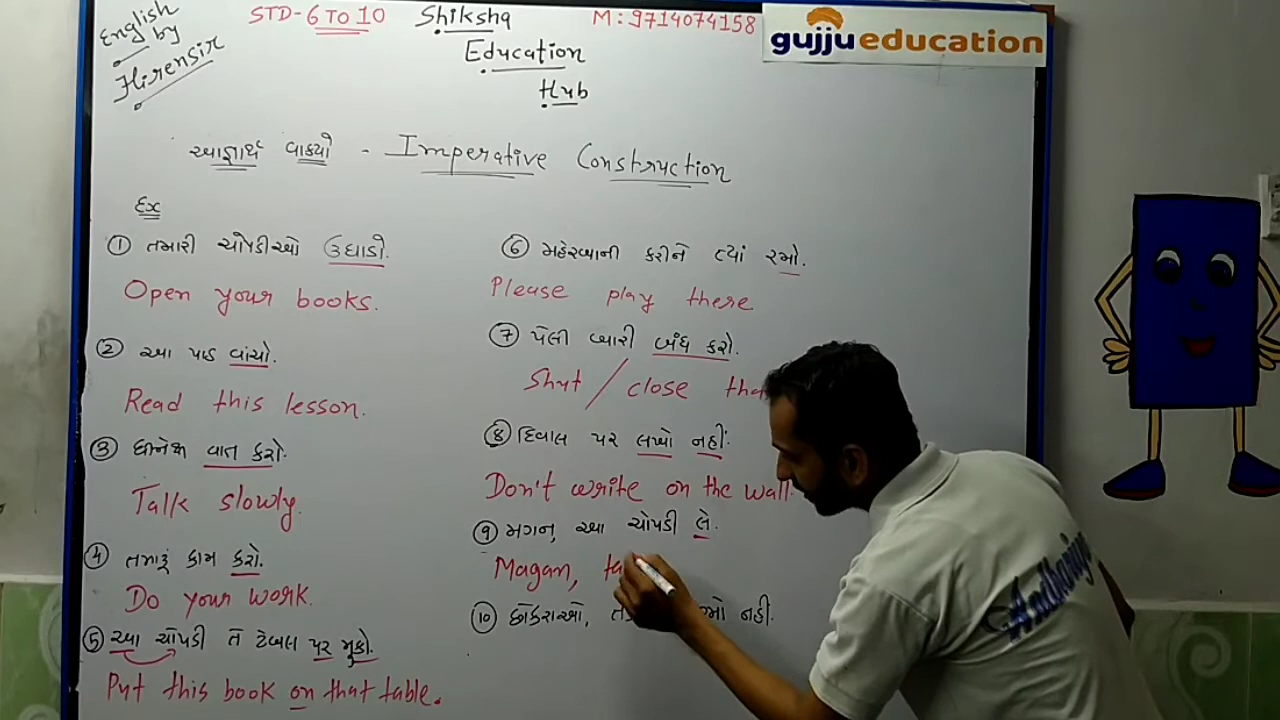 English
by
Hirensir
STD-6 TO 10
Shiksha
Education
Hub
M: 9714074158
gujjueducation
આજ્ઞાર્થ વાક્યો - Imperative Construction
Ex
① તમારી ચોપડીઓ ઉઘાડો.
Open your books.
② આ પાઠ વાંચો.
Read this lesson.
③ ધીમેથી વાત કરો.
Talk slowly.
④ તમારૂં કામ કરો.
Do your work.
⑤ આ ચોપડી તે ટેબલ પર મુકો.
Put this book on that table.
⑥ મહેરબાની કરીને ત્યાં રમો.
Please play there
⑦ પેલી બારી બંધ કરો.
Shut / close
⑧ દિવાલ પર લખો નહીં.
Don't write on the wall.
⑨ મગન, આ ચોપડી લે.
Magan,
⑩ છોકરાઓ, નહી.